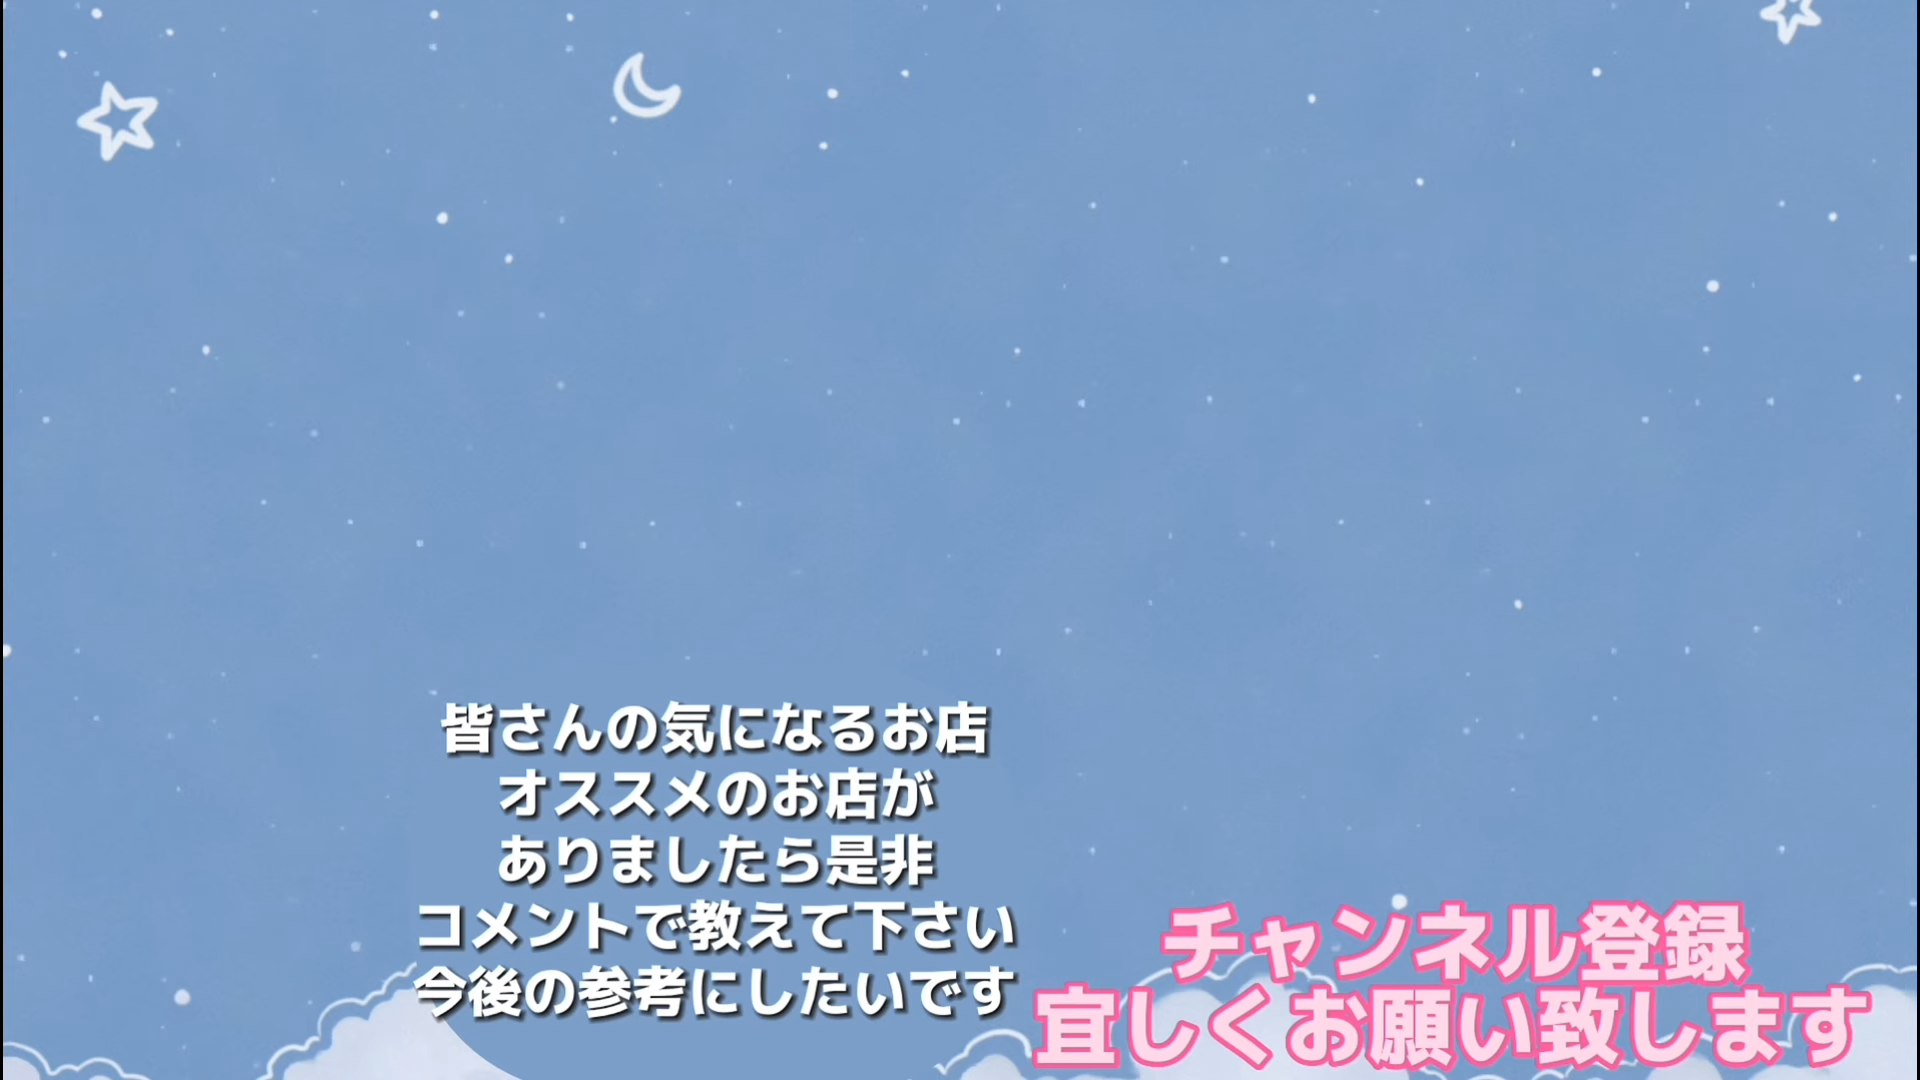 皆さんの気になるお店
オススメのお店が
ありましたら是非
コメントで教えて下さい
今後の参考にしたいです
チャンネル登録
宜しくお願い致します